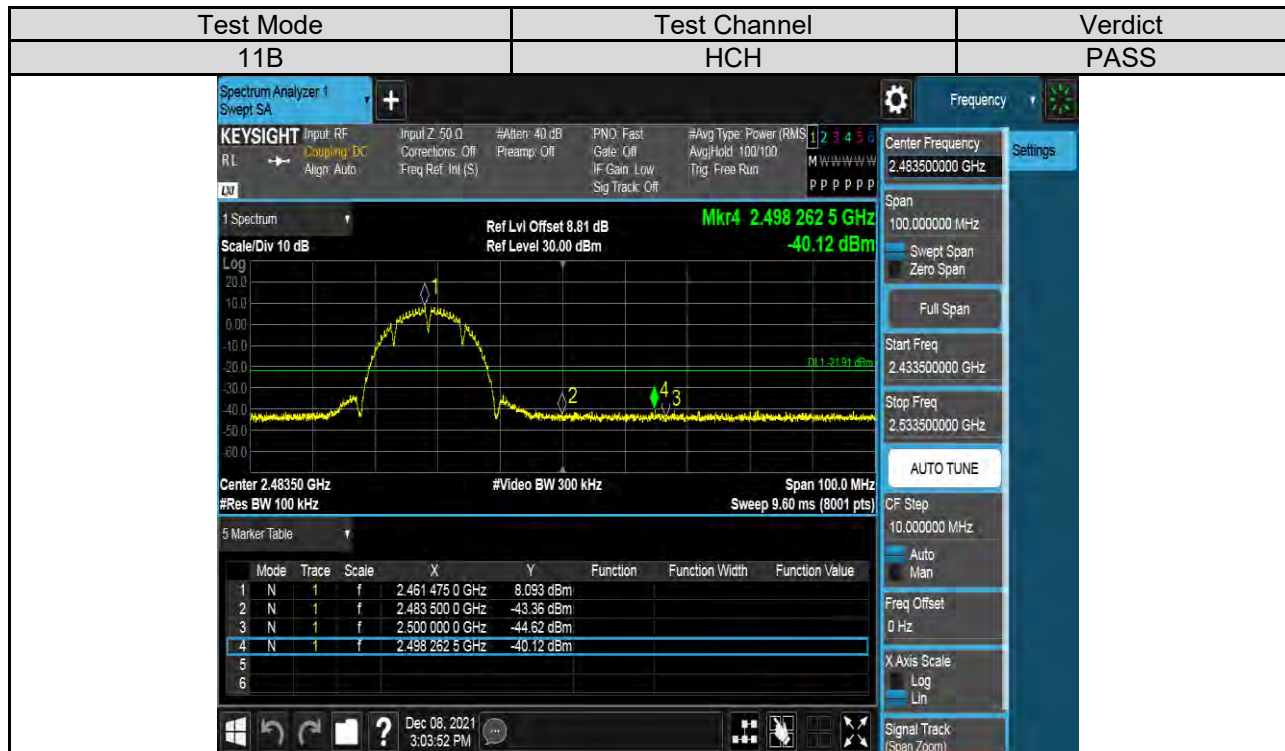 Test Mode Test Channel Verdict
11B HCH PASS
Spectrum Analyzer 1
Swept SA
+
Frequency
KEYSIGHT Input: RF Input Z: 50 Ω #Atten: 40 dB PNO: Fast #Avg Type: Power (RMS 1 2 3 4 5 6
RL Coupling: DC Corrections: Off Preamp: Off Gate: Off Avg|Hold: 100/100 M W W W W W
Align: Auto Freq Ref: Int (S) IF Gain: Low Trig: Free Run
LXI Sig Track: Off P P P P P P
1 Spectrum
Ref Lvl Offset 8.81 dB
Mkr4 2.498 262 5 GHz
Scale/Div 10 dB Ref Level 30.00 dBm -40.12 dBm
Log
20.0
10.0
0.00
-10.0
-20.0
-30.0
-40.0
-50.0
-60.0
1
DL1 -21.91 dBm
2
4
3
Center 2.48350 GHz #Video BW 300 kHz Span 100.0 MHz
#Res BW 100 kHz Sweep 9.60 ms (8001 pts)
5 Marker Table
Mode Trace Scale X Y Function Function Width Function Value
1 N 1 f 2.461 475 0 GHz 8.093 dBm
2 N 1 f 2.483 500 0 GHz -43.36 dBm
3 N 1 f 2.500 000 0 GHz -44.62 dBm
4 N 1 f 2.498 262 5 GHz -40.12 dBm
5
6
?
Dec 08, 2021
3:03:52 PM
Center Frequency
2.483500000 GHz
Settings
Span
100.000000 MHz
Swept Span
Zero Span
Full Span
Start Freq
2.433500000 GHz
Stop Freq
2.533500000 GHz
AUTO TUNE
CF Step
10.000000 MHz
Auto
Man
Freq Offset
0 Hz
X Axis Scale
Log
Lin
Signal Track
(Span Zoom)